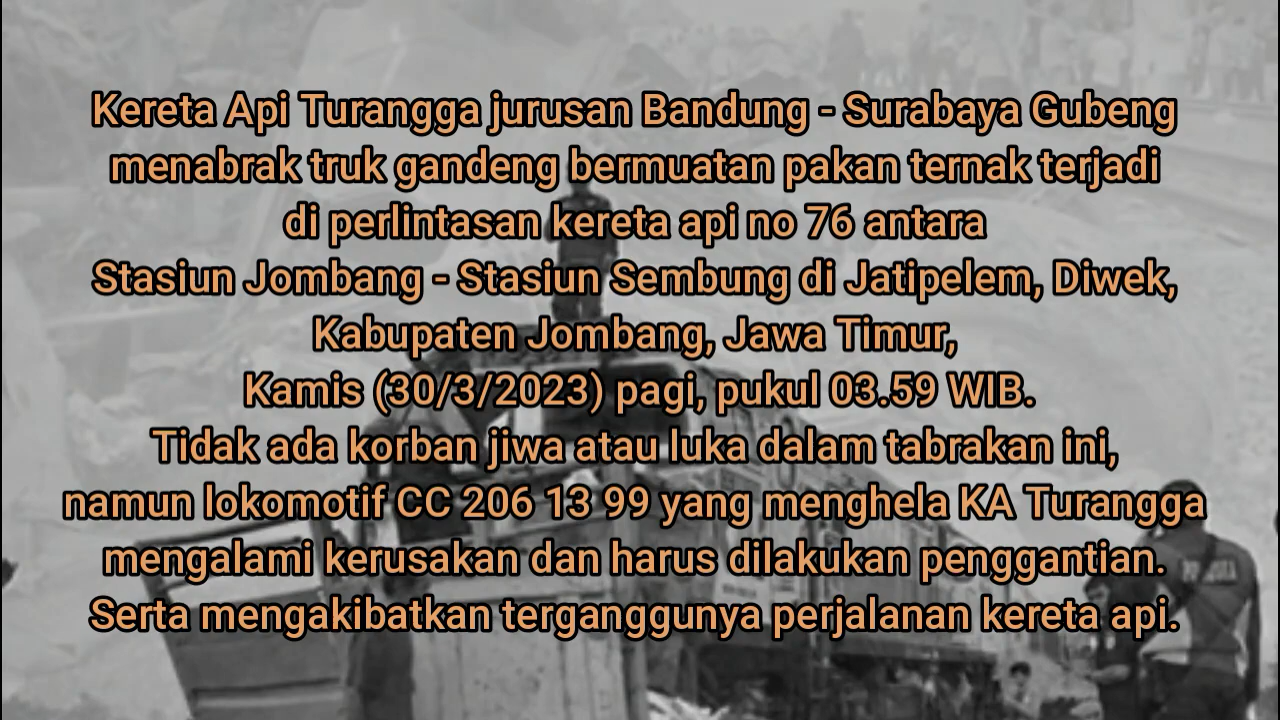 Kereta Api Turangga jurusan Bandung - Surabaya Gubeng
menabrak truk gandeng bermuatan pakan ternak terjadi
di perlintasan kereta api no 76 antara
Stasiun Jombang - Stasiun Sembung di Jatipelem, Diwek,
Kabupaten Jombang, Jawa Timur,
Kamis (30/3/2023) pagi, pukul 03.59 WIB.
Tidak ada korban jiwa atau luka dalam tabrakan ini,
namun lokomotif CC 206 13 99 yang menghela KA Turangga
mengalami kerusakan dan harus dilakukan penggantian.
Serta mengakibatkan terganggunya perjalanan kereta api.